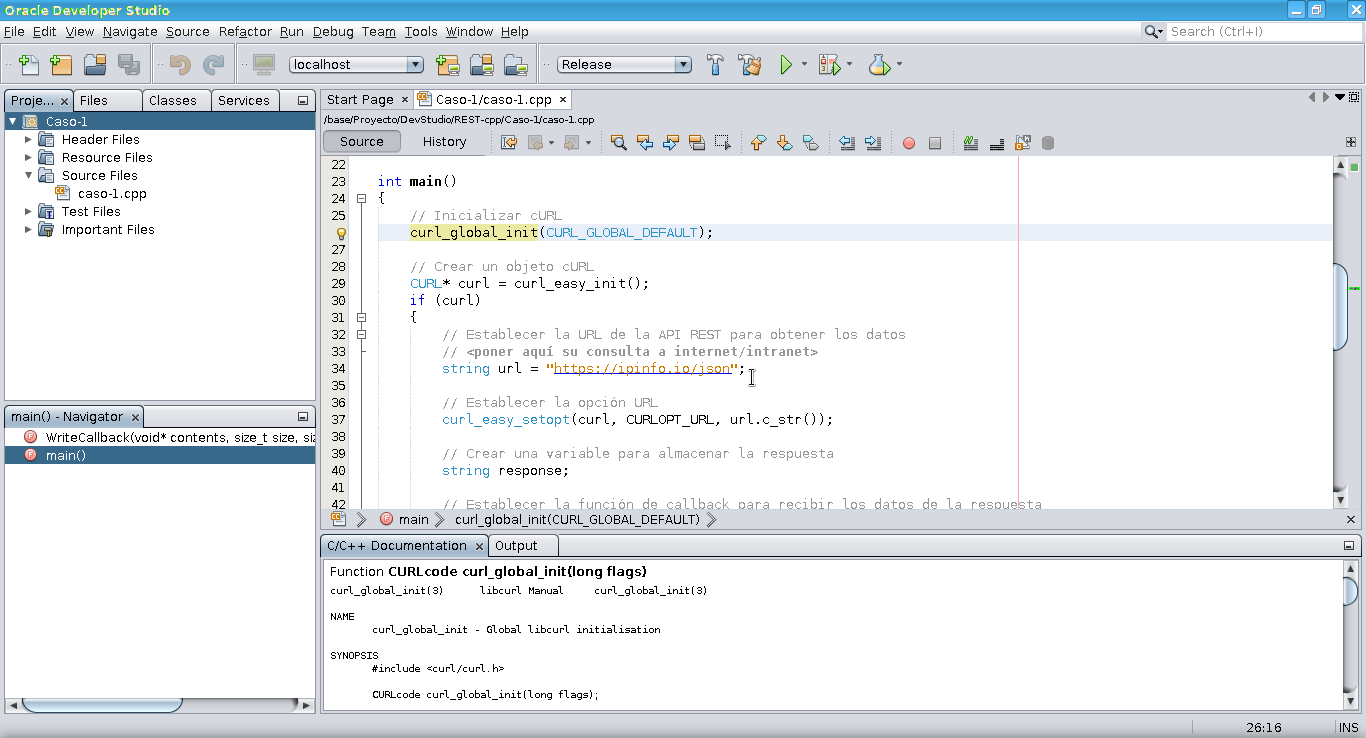 Oracle Developer Studio
File Edit View Navigate Source Refactor Run Debug Team Tools Window Help
Search (Ctrl+I)
localhost
Release
Proje...
Files
Classes
Services
Caso-1
Header Files
Resource Files
Source Files
caso-1.cpp
Test Files
Important Files
main() - Navigator
WriteCallback(void* contents, size_t size, siz
main()
Start Page
Caso-1/caso-1.cpp
/base/Proyecto/DevStudio/REST-cpp/Caso-1/caso-1.cpp
Source
History
22
23 int main()
24 {
25 // Inicializar cURL
curl_global_init(CURL_GLOBAL_DEFAULT);
27
28 // Crear un objeto cURL
29 CURL* curl = curl_easy_init();
30 if (curl)
31 {
32 // Establecer la URL de la API REST para obtener los datos
33 // <poner aquí su consulta a internet/intranet>
34 string url = "https://ipinfo.io/json";
35
36 // Establecer la opción URL
37 curl_easy_setopt(curl, CURLOPT_URL, url.c_str());
38
39 // Crear una variable para almacenar la respuesta
40 string response;
41
42 // Establecer la función de callback para recibir los datos de la respuesta
main
curl_global_init(CURL_GLOBAL_DEFAULT)
C/C++ Documentation
Output
Function CURLcode curl_global_init(long flags)
curl_global_init(3) libcurl Manual curl_global_init(3)
NAME
curl_global_init - Global libcurl initialisation
SYNOPSIS
#include <curl/curl.h>
CURLcode curl_global_init(long flags);
26:16
INS